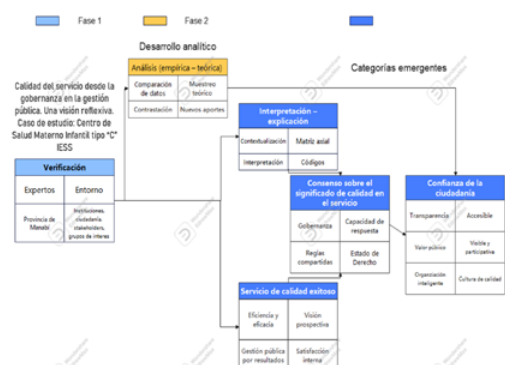 Fase 1
Fase 2
Desarrollo analítico
Categorías emergentes
Calidad del servicio desde la
gobernanza en la gestión
pública. Una visión reflexiva.
Caso de estudio: Centro de
Salud Materno Infantil tipo "C"
IESS
Análisis (empírica – teórica)
Comparación
de datos
Muestreo
teórico
Contrastación
Nuevos aportes
Verificación
Expertos
Entorno
Provincia de
Manabí
Instituciones,
ciudadanía,
stakeholders,
grupos de interes
Interpretación –
explicación
Contextualización
Matriz axial
Interpretación
Códigos
Consenso sobre el
significado de calidad en
el servicio
Gobernanza
Capacidad de
respuesta
Reglas
compartidas
Estado de
Derecho
Confianza de la
ciudadanía
Transparencia
Accesible
Valor público
Visible y
participativa
Organización
inteligente
Cultura de calidad
Servicio de calidad exitoso
Eficiencia y
eficacia
Visión
prospectiva
Gestión pública
por resultados
Satisfacción
interna